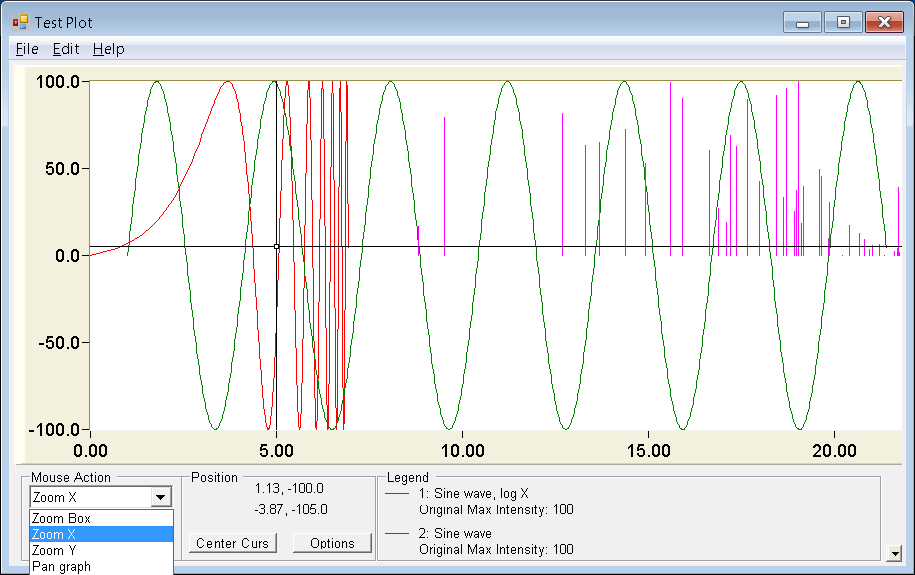 Test Plot
File Edit Help
100.0
50.0
0.0
-50.0
-100.0
0.00 5.00 10.00 15.00 20.00
Mouse Action
Zoom X
Zoom Box
Zoom X
Zoom Y
Pan graph
Position
1.13, -100.0
-3.87, -105.0
Center Curs Options
Legend
1: Sine wave, log X
Original Max Intensity: 100
2: Sine wave
Original Max Intensity: 100